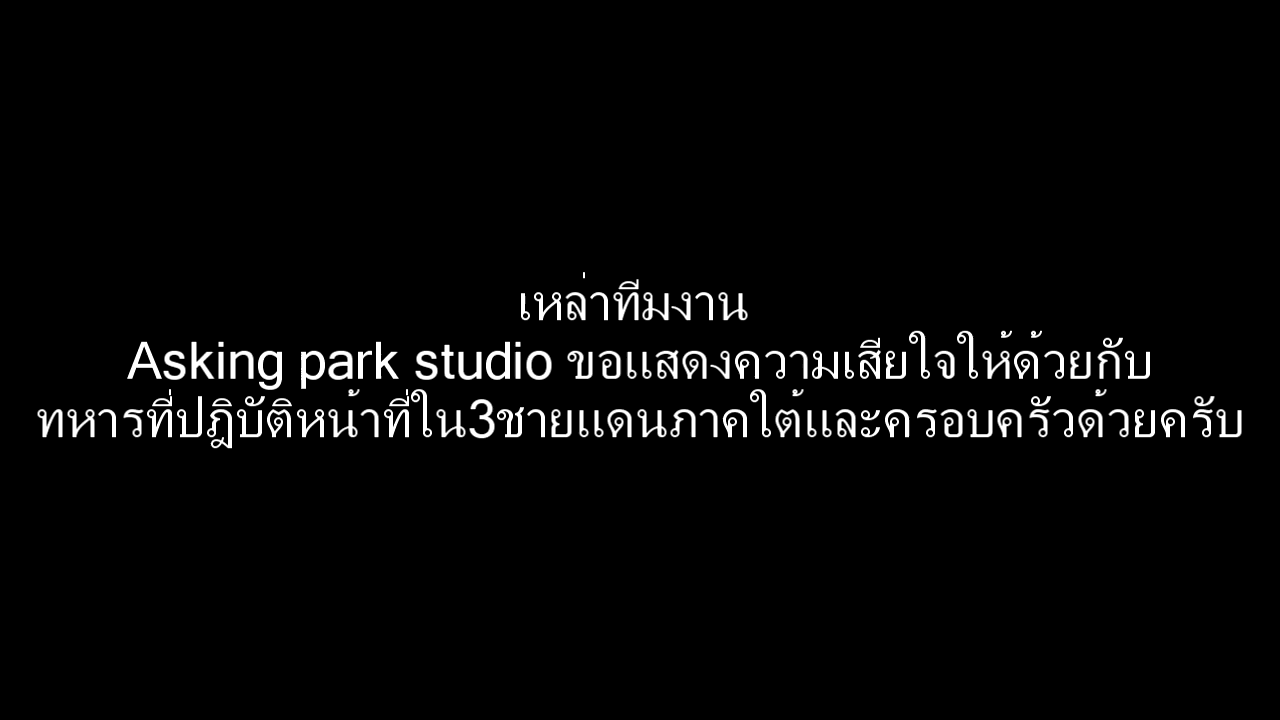 เหล่าทีมงาน
Asking park studio ขอแสดงความเสียใจให้ด้วยกับ
ทหารที่ปฎิบัติหน้าที่ใน3ชายแดนภาคใต้และครอบครัวด้วยครับ